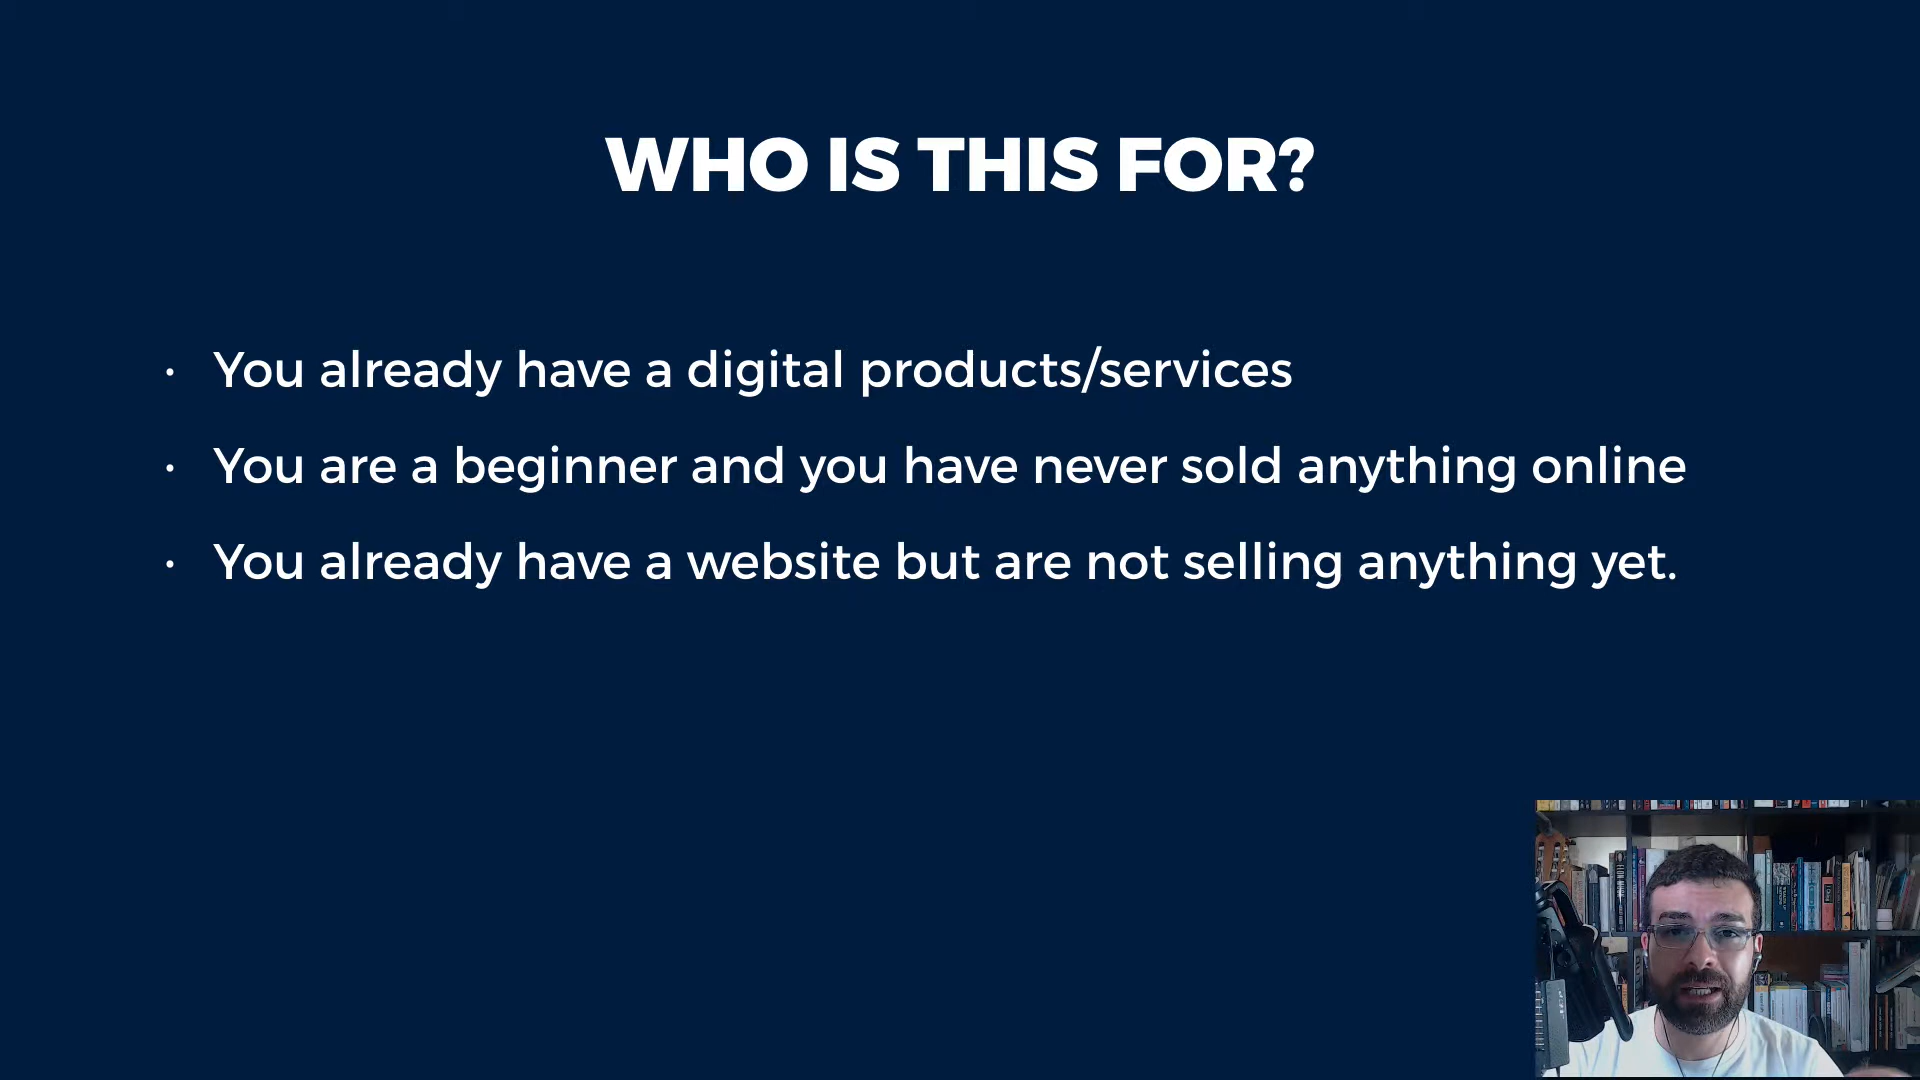 WHO IS THIS FOR?
• You already have a digital products/services
• You are a beginner and you have never sold anything online
• You already have a website but are not selling anything yet.